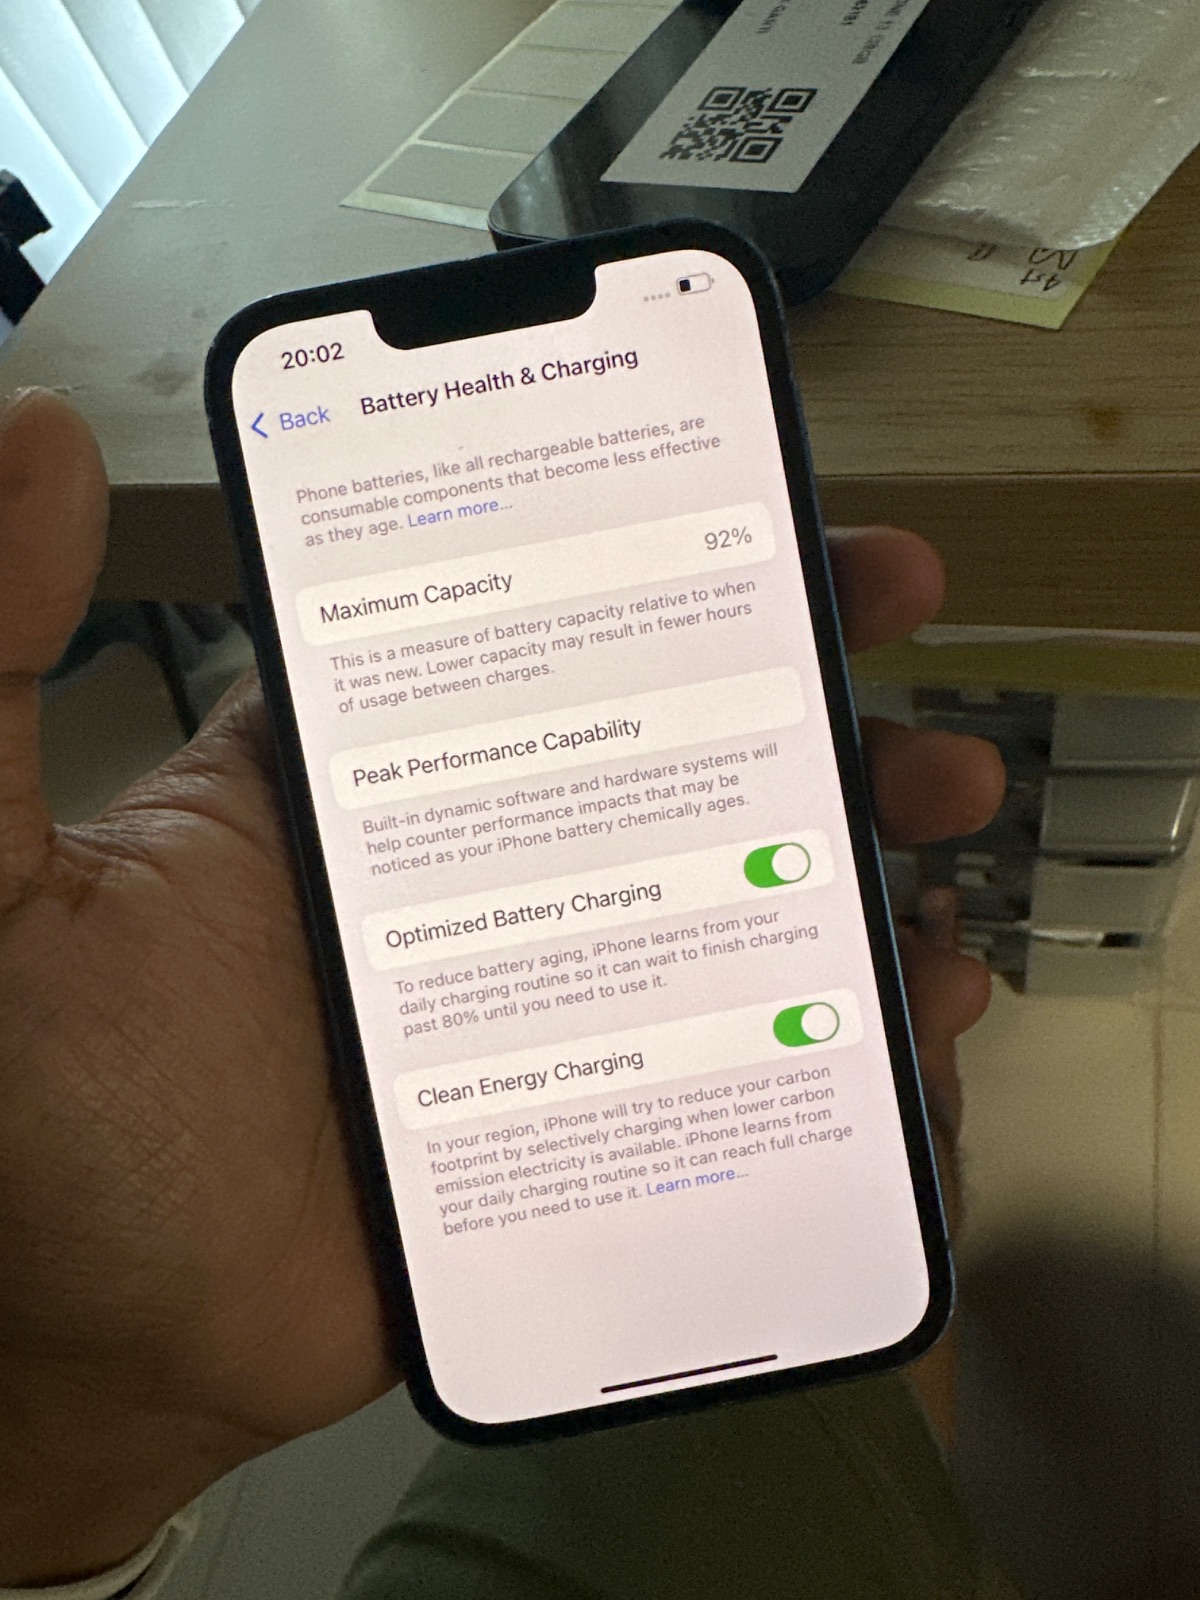 20:02
Back
Battery Health & Charging
Phone batteries, like all rechargeable batteries, are
consumable components that become less effective
as they age. Learn more...
Maximum Capacity 92%
This is a measure of battery capacity relative to when
it was new. Lower capacity may result in fewer hours
of usage between charges.
Peak Performance Capability
Built-in dynamic software and hardware systems will
help counter performance impacts that may be
noticed as your iPhone battery chemically ages.
Optimized Battery Charging
To reduce battery aging, iPhone learns from your
daily charging routine so it can wait to finish charging
past 80% until you need to use it.
Clean Energy Charging
In your region, iPhone will try to reduce your carbon
footprint by selectively charging when lower carbon
emission electricity is available. iPhone learns from
your daily charging routine so it can reach full charge
before you need to use it. Learn more...